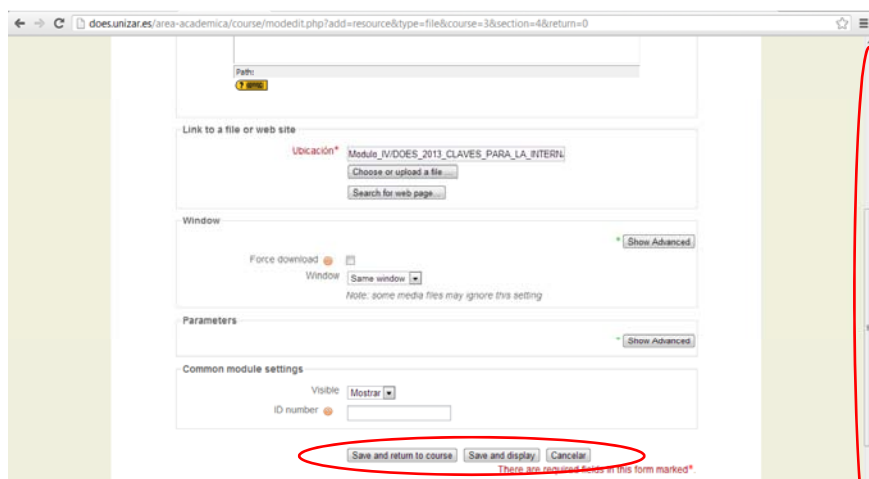 does.unizar.es/area-academica/course/modedit.php?add=resource&type=file&course=3&section=4&return=0
Path:
Link to a file or web site
Ubicación* Module_IV/DOES_2013_CLAVES_PARA_LA_INTERN
Choose or upload a file ...
Search for web page...
Window
* Show Advanced
Force download
Window Same window
Note: some media files may ignore this setting
Parameters
* Show Advanced
Common module settings
Visible Mostrar
ID number
Save and return to course Save and display Cancelar
There are required fields in this form marked*.